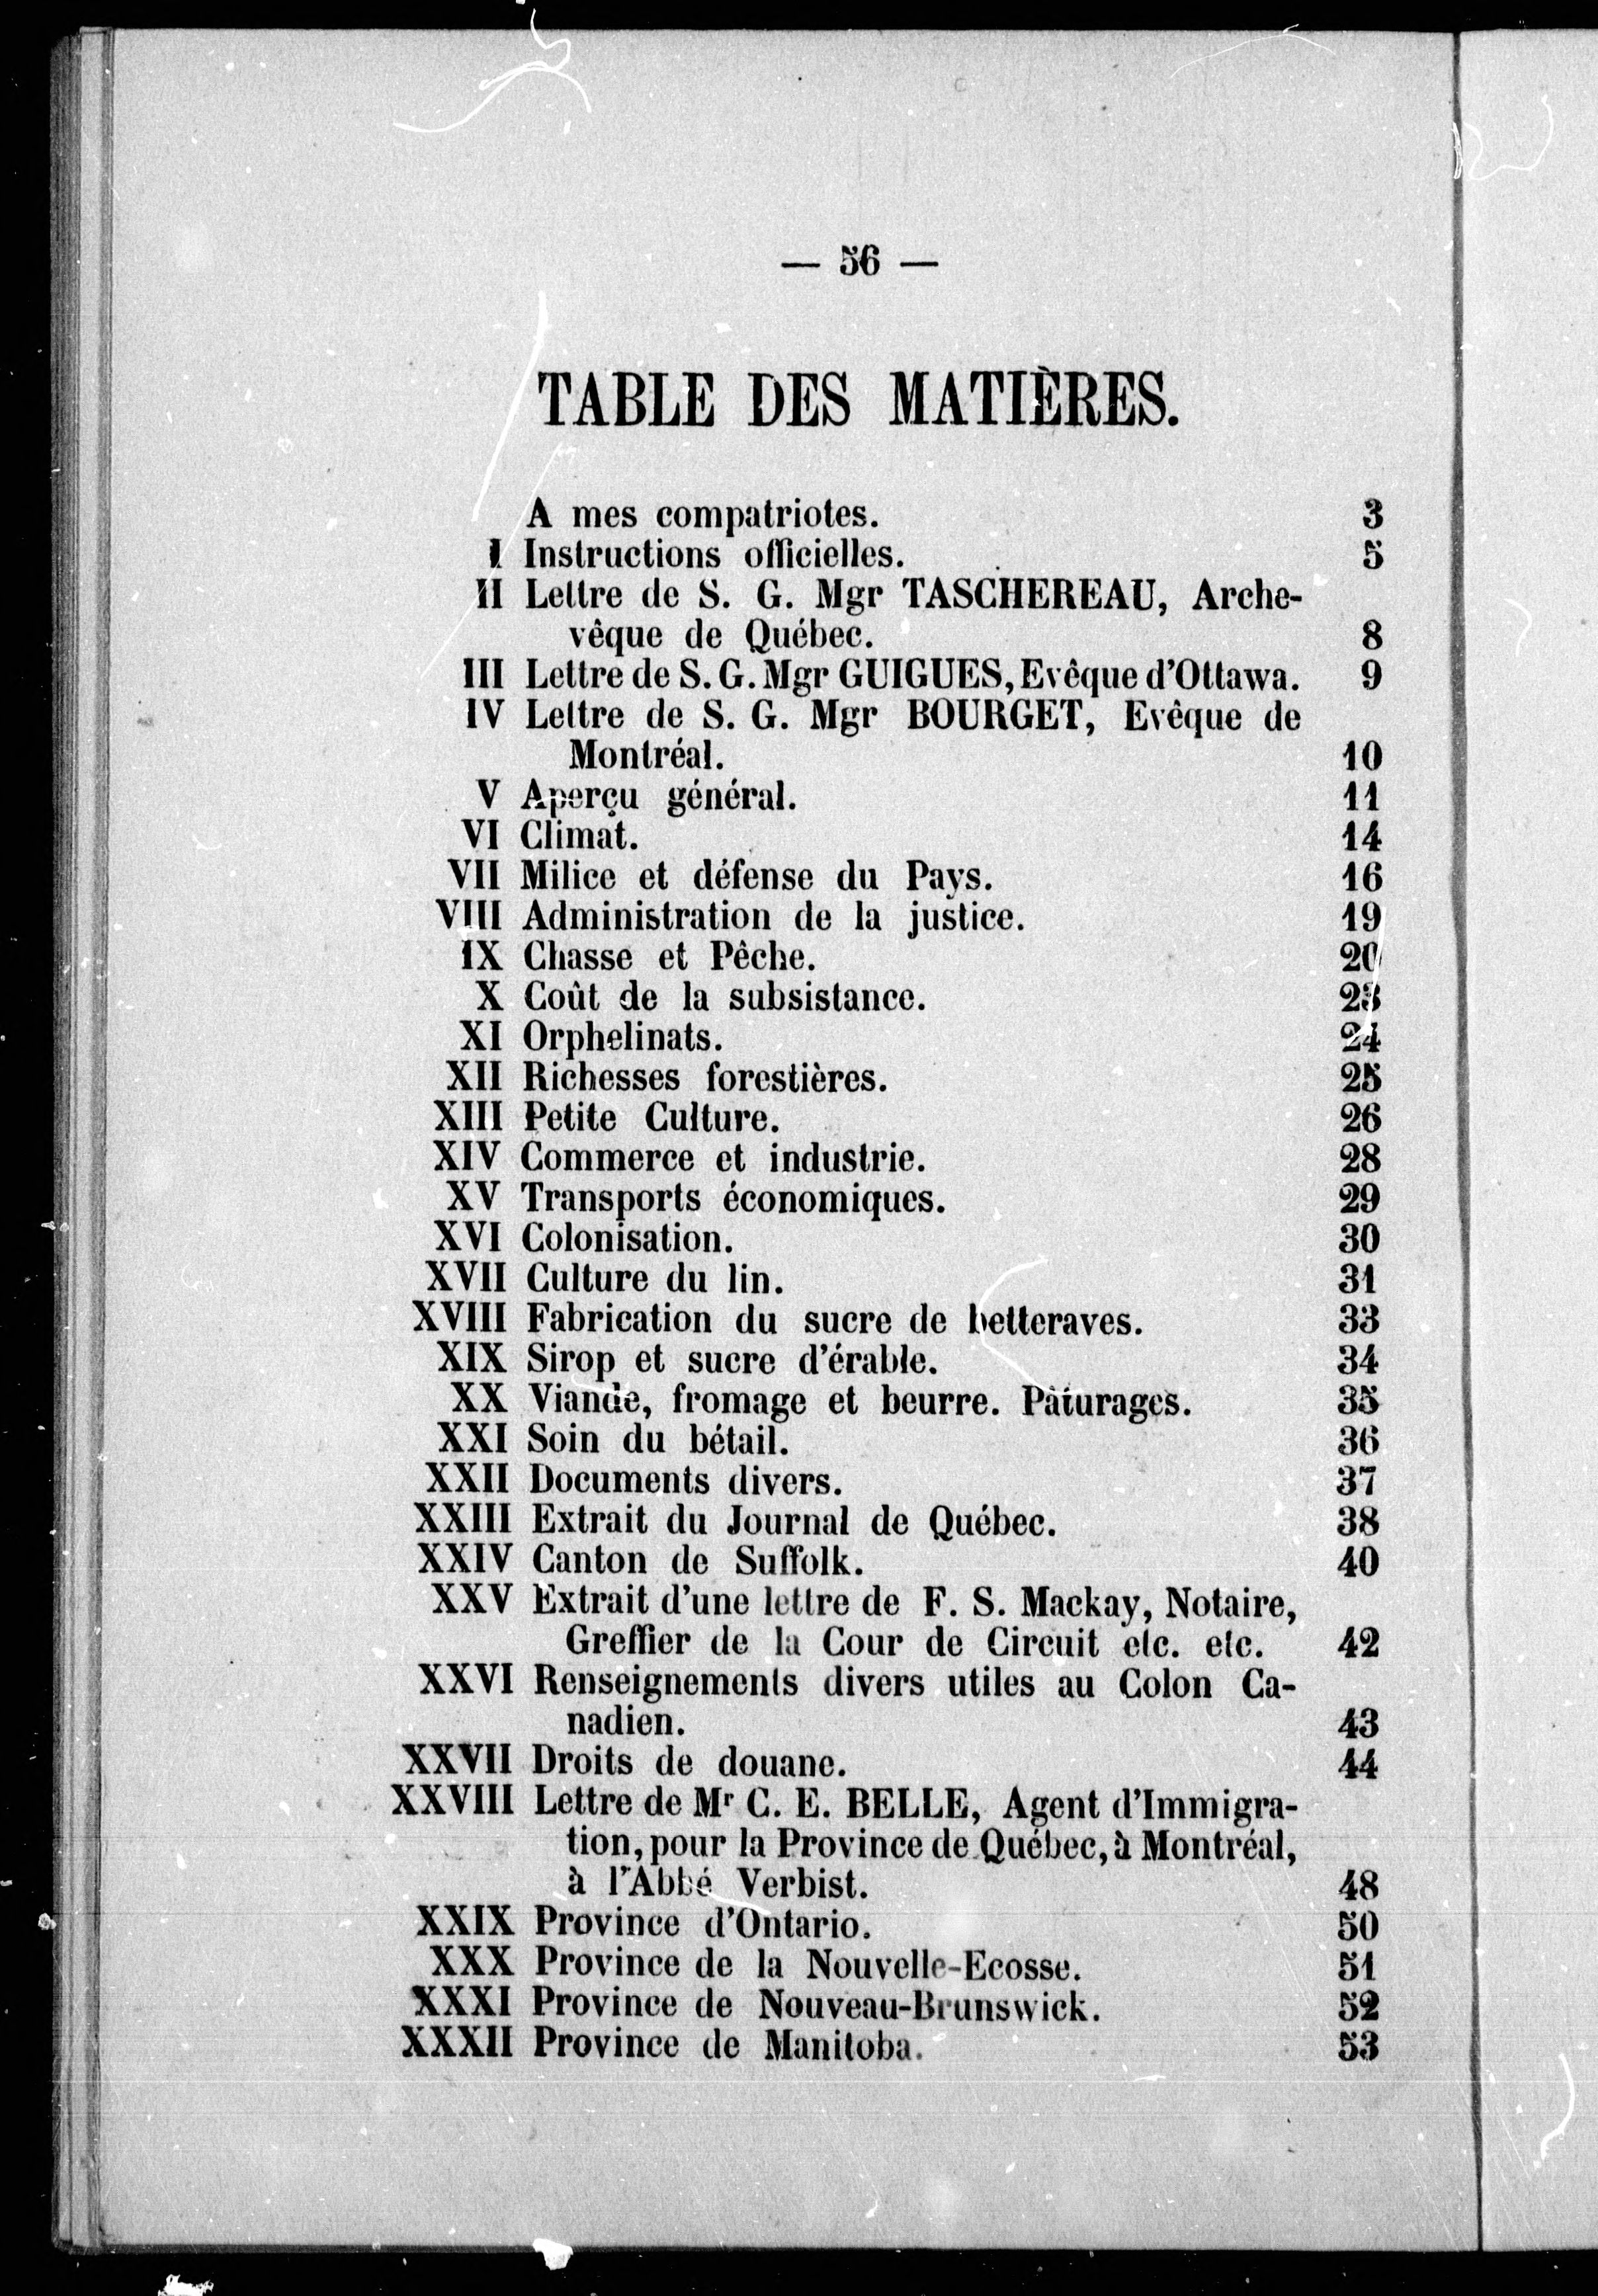 — 56 —
TABLE DES MATIÈRES.
A mes compatriotes. 3
I Instructions officielles. 5
II Lettre de S. G. Mgr TASCHEREAU, Arche-
vêque de Québec. 8
III Lettre de S. G. Mgr GUIGUES, Evêque d'Ottawa. 9
IV Lettre de S. G. Mgr BOURGET, Evêque de
Montréal. 10
V Aperçu général. 11
VI Climat. 14
VII Milice et défense du Pays. 16
VIII Administration de la justice. 19
IX Chasse et Pêche. 20
X Coût de la subsistance. 23
XI Orphelinats. 24
XII Richesses forestières. 25
XIII Petite Culture. 26
XIV Commerce et industrie. 28
XV Transports économiques. 29
XVI Colonisation. 30
XVII Culture du lin. 31
XVIII Fabrication du sucre de betteraves. 33
XIX Sirop et sucre d'érable. 34
XX Viande, fromage et beurre. Pâturages. 35
XXI Soin du bétail. 36
XXII Documents divers. 37
XXIII Extrait du Journal de Québec. 38
XXIV Canton de Suffolk. 40
XXV Extrait d'une lettre de F. S. Mackay, Notaire,
Greffier de la Cour de Circuit etc. etc. 42
XXVI Renseignements divers utiles au Colon Ca-
nadien. 43
XXVII Droits de douane. 44
XXVIII Lettre de Mr C. E. BELLE, Agent d'Immigra-
tion, pour la Province de Québec, à Montréal,
à l'Abbé Verbist. 48
XXIX Province d'Ontario. 50
XXX Province de la Nouvelle-Ecosse. 51
XXXI Province de Nouveau-Brunswick. 52
XXXII Province de Manitoba. 53